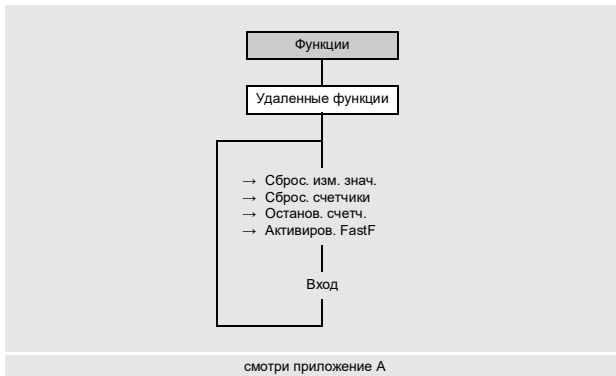 Функции
Удаленные функции
→ Сброс. изм. знач.
→ Сброс. счетчики
→ Останов. счетч.
→ Активиров. FastF
Вход
смотри приложение A